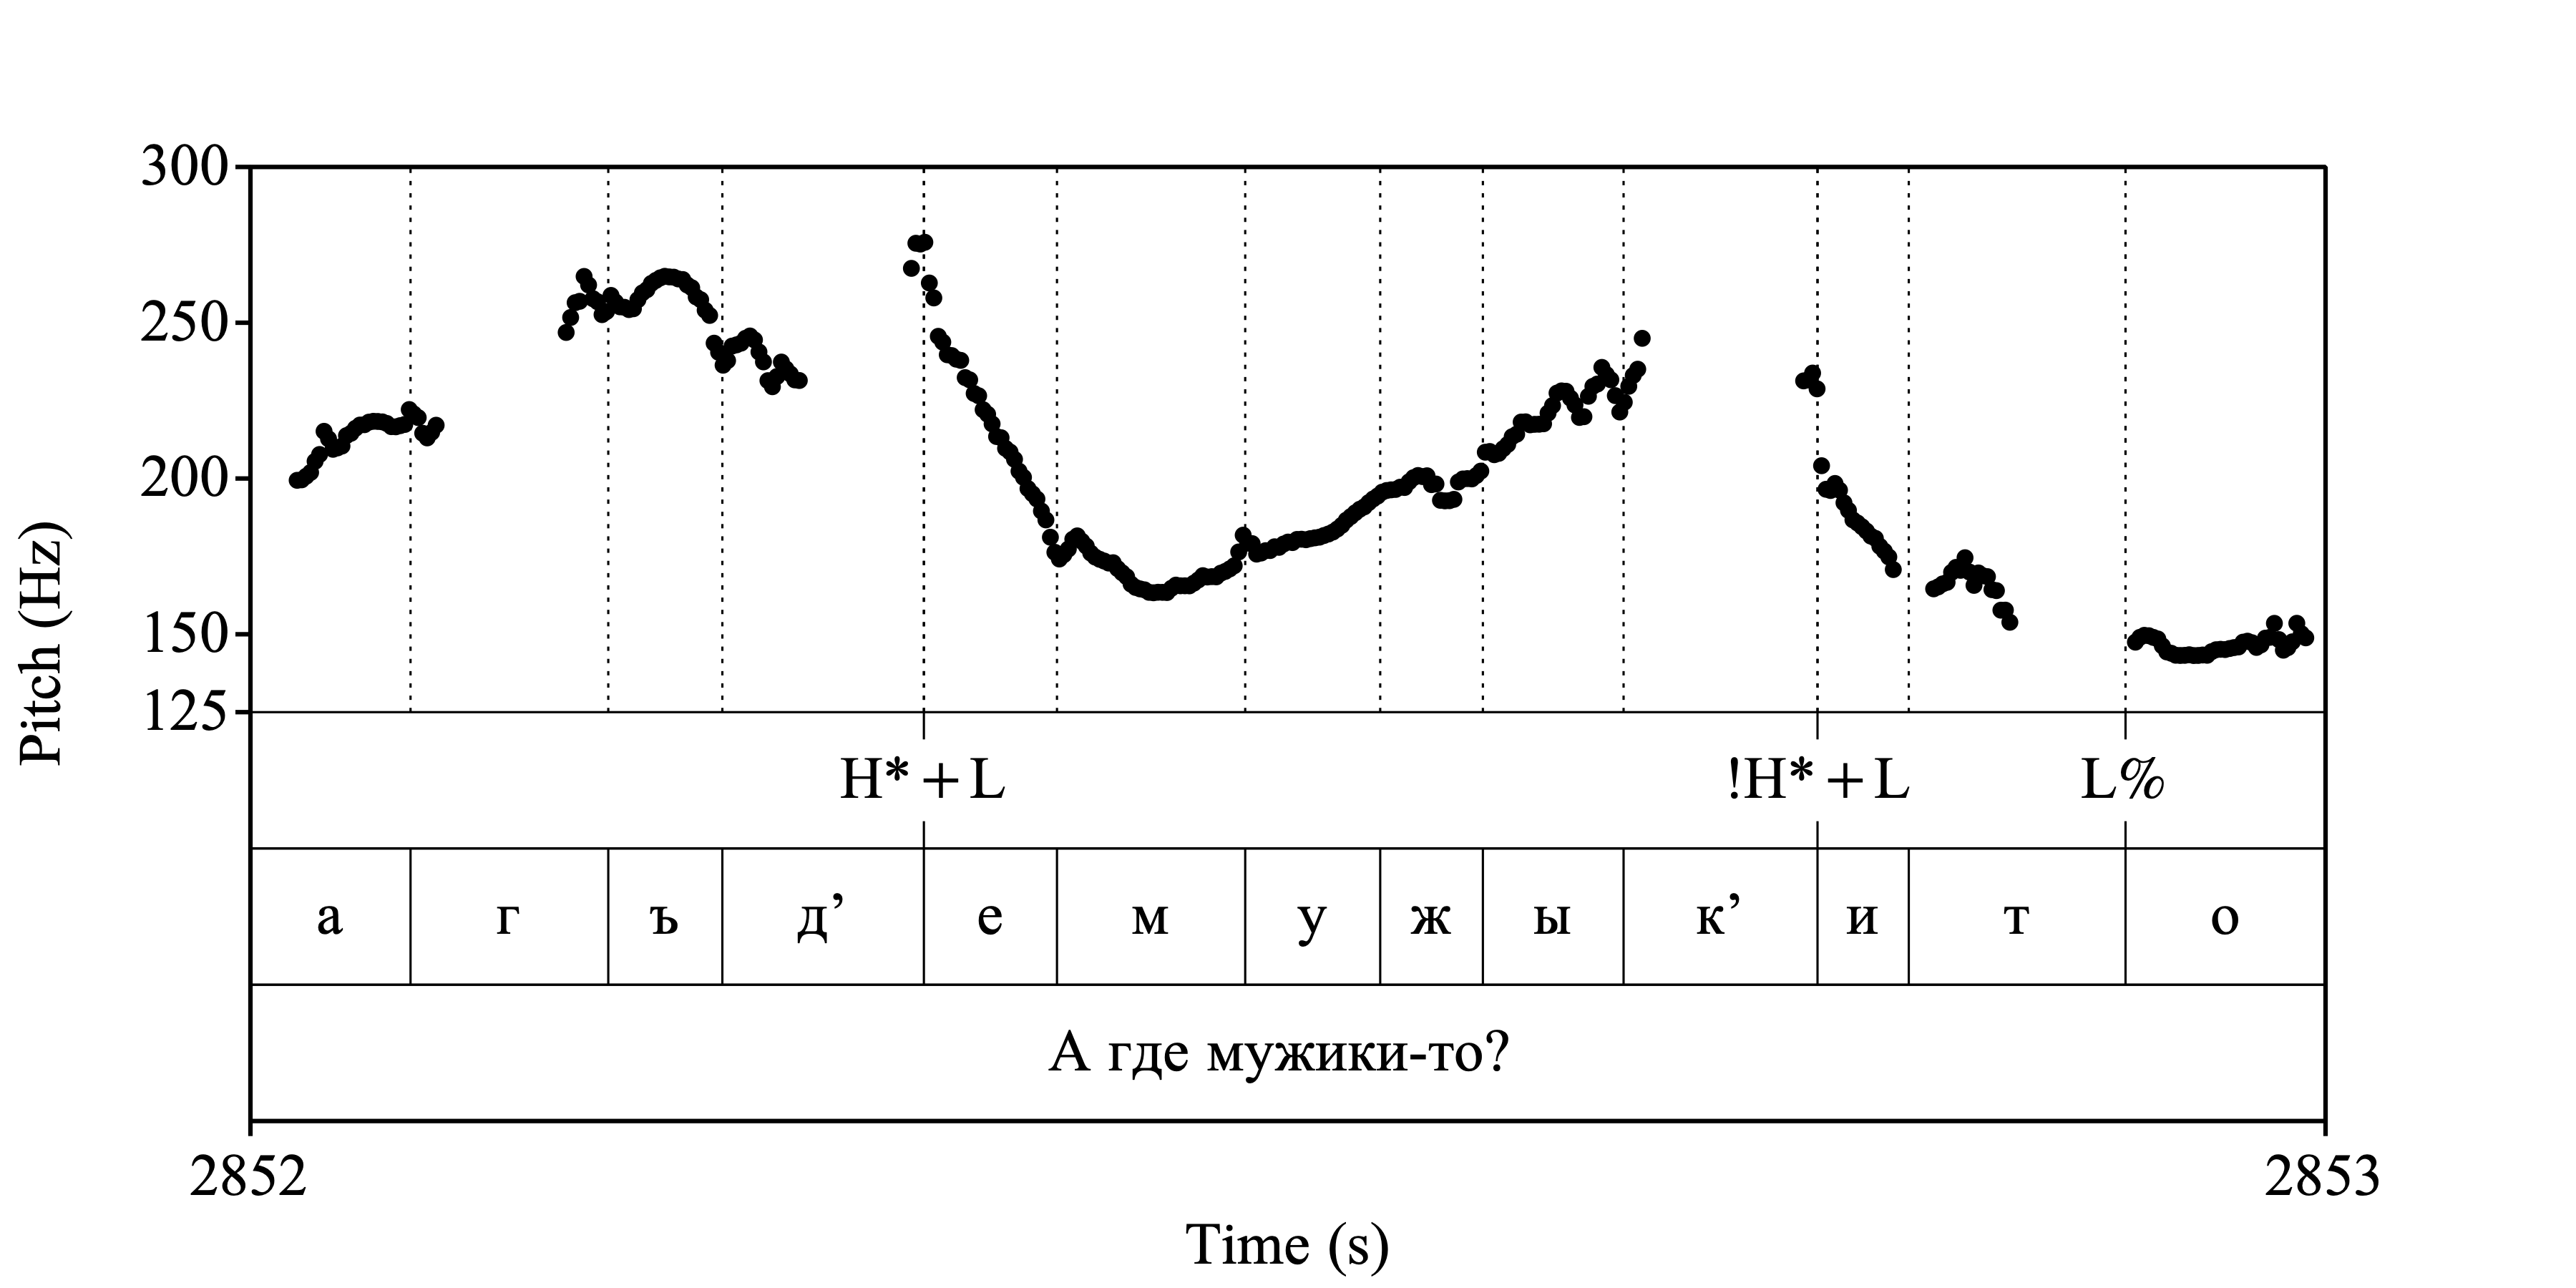 300
250
200
150
125
Pitch (Hz)
H* + L !H* + L L%
а г ъ д’ е м у ж ы к’ и т о
А где мужики-то?
2852 2853
Time (s)